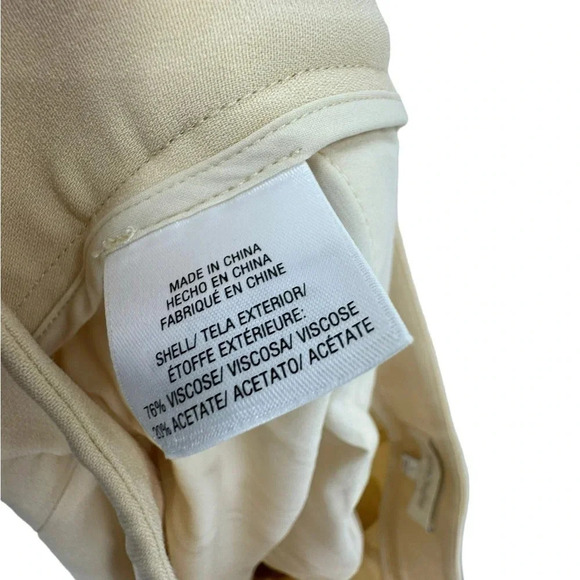 MADE IN CHINA
HECHO EN CHINA
FABRIQUÉ EN CHINE
SHELL/ TELA EXTERIOR/
ÉTOFFE EXTÉRIEURE:
76% VISCOSE/ VISCOSA/ VISCOSE
20% ACETATE/ ACETATO/ ACÉTATE